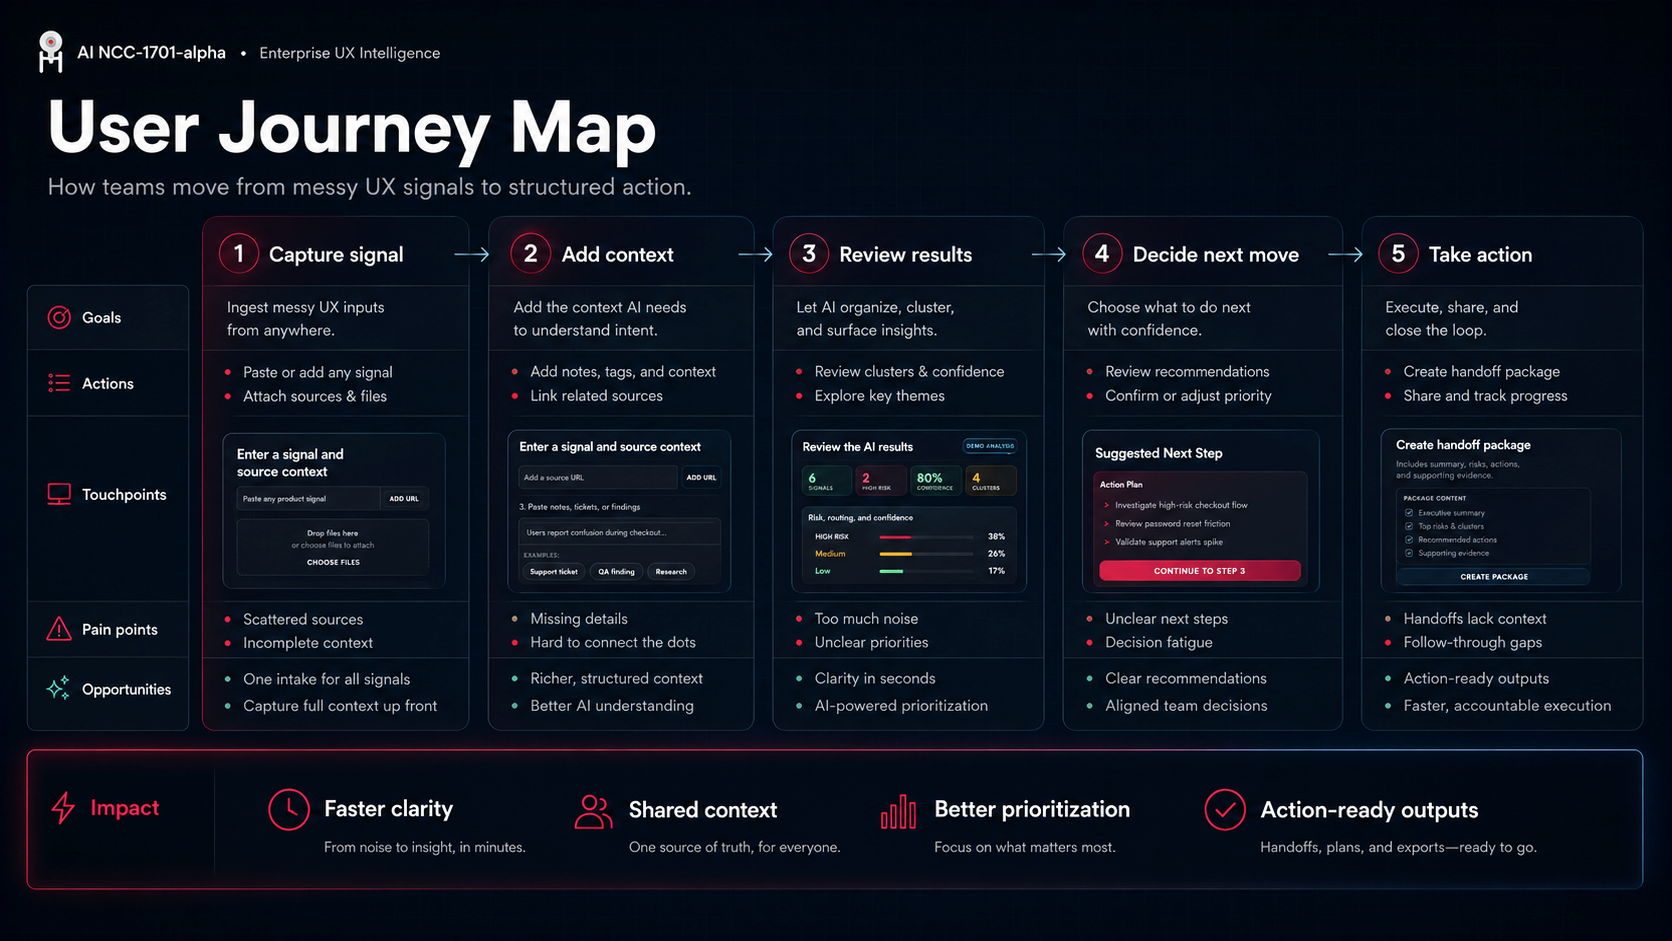 AI NCC-1701-alpha • Enterprise UX Intelligence
User Journey Map
How teams move from messy UX signals to structured action.
1 Capture signal
2 Add context
3 Review results
4 Decide next move
5 Take action
Goals
Ingest messy UX inputs
from anywhere.
Add the context AI needs
to understand intent.
Let AI organize, cluster,
and surface insights.
Choose what to do next
with confidence.
Execute, share, and
close the loop.
Actions
• Paste or add any signal
• Attach sources & files
• Add notes, tags, and context
• Link related sources
• Review clusters & confidence
• Explore key themes
• Review recommendations
• Confirm or adjust priority
• Create handoff package
• Share and track progress
Touchpoints
Enter a signal and
source context
Paste any product signal
ADD URL
Drop files here
or choose files to attach
CHOOSE FILES
Enter a signal and source context
Add a source URL
ADD URL
3. Paste notes, tickets, or findings
Users report confusion during checkout...
EXAMPLES:
Support ticket
QA finding
Research
Review the AI results
DEMO ANALYSIS
6
SIGNALS
2
HIGH RISK
80%
CONFIDENCE
4
CLUSTERS
Risk, routing, and confidence
HIGH RISK 38%
Medium 26%
Low 17%
Suggested Next Step
Action Plan
> Investigate high-risk checkout flow
> Review password reset friction
> Validate support alerts spike
CONTINUE TO STEP 3
Create handoff package
Includes summary, risks, actions,
and supporting evidence.
PACKAGE CONTENT
Executive summary
Top risks & clusters
Recommended actions
Supporting evidence
CREATE PACKAGE
Pain points
• Scattered sources
• Incomplete context
• Missing details
• Hard to connect the dots
• Too much noise
• Unclear priorities
• Unclear next steps
• Decision fatigue
• Handoffs lack context
• Follow-through gaps
Opportunities
• One intake for all signals
• Capture full context up front
• Richer, structured context
• Better AI understanding
• Clarity in seconds
• AI-powered prioritization
• Clear recommendations
• Aligned team decisions
• Action-ready outputs
• Faster, accountable execution
Impact
Faster clarity
From noise to insight, in minutes.
Shared context
One source of truth, for everyone.
Better prioritization
Focus on what matters most.
Action-ready outputs
Handoffs, plans, and exports—ready to go.